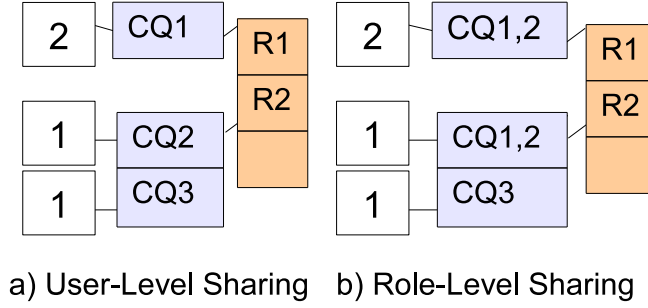 2 CQ1 R1
R2
1 CQ2
1 CQ3
a) User-Level Sharing
2 CQ1,2 R1
R2
1 CQ1,2
1 CQ3
b) Role-Level Sharing